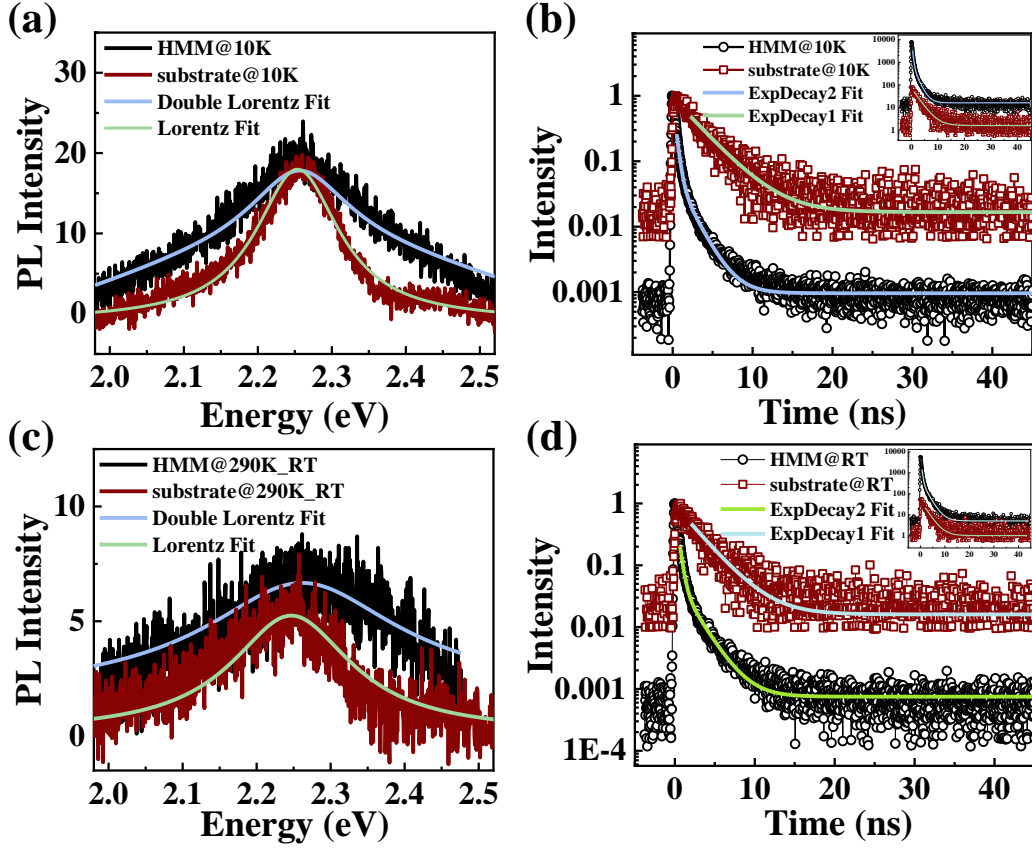 (a)
HMM@10K
substrate@10K
Double Lorentz Fit
Lorentz Fit
30
20
10
0
PL Intensity
2.0 2.1 2.2 2.3 2.4 2.5
Energy (eV)
(b)
HMM@10K
substrate@10K
ExpDecay2 Fit
ExpDecay1 Fit
10000
1000
100
10
1
0 10 20 30 40
1
0.1
0.01
0.001
Intensity
0 10 20 30 40
Time (ns)
(c)
HMM@290K_RT
substrate@290K_RT
Double Lorentz Fit
Lorentz Fit
10
5
0
PL Intensity
2.0 2.1 2.2 2.3 2.4 2.5
Energy (eV)
(d)
HMM@RT
substrate@RT
ExpDecay2 Fit
ExpDecay1 Fit
10000
1000
100
10
1
0 10 20 30 40
1
0.1
0.01
0.001
1E-4
Intensity
0 10 20 30 40
Time (ns)